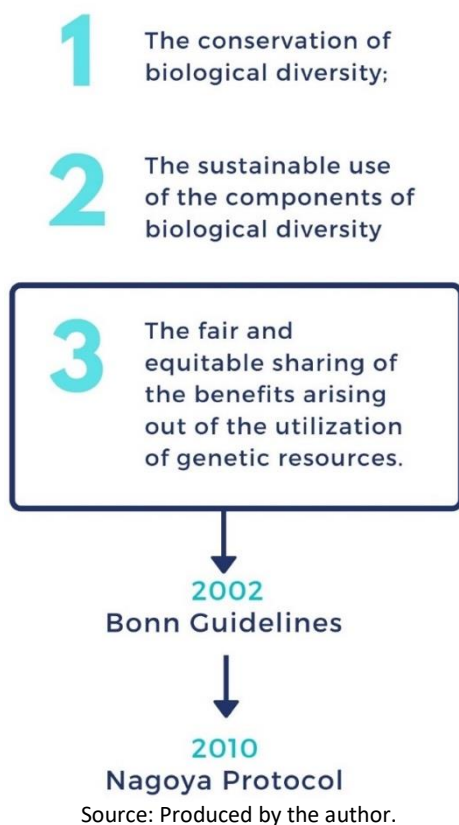 1
The conservation of
biological diversity;
2
The sustainable use
of the components of
biological diversity
3
The fair and
equitable sharing of
the benefits arising
out of the utilization
of genetic resources.
2002
Bonn Guidelines
2010
Nagoya Protocol
Source: Produced by the author.